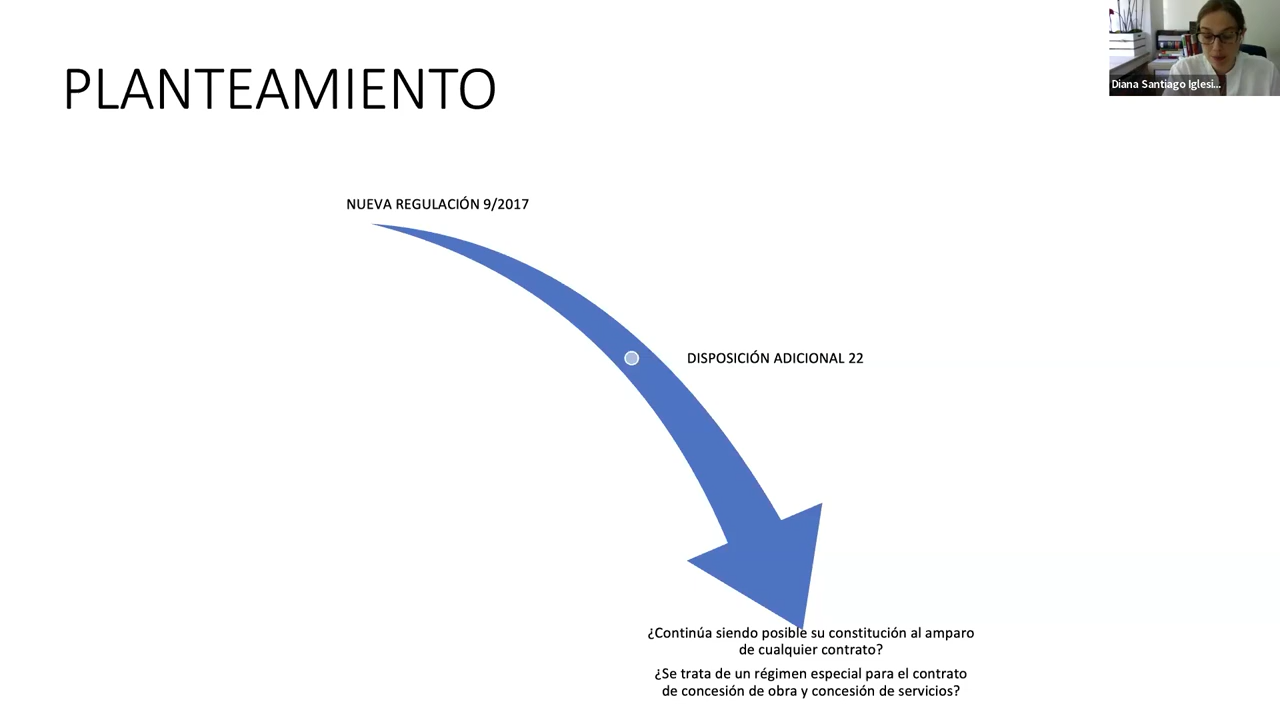 PLANTEAMIENTO
Diana Santiago Iglesi...
NUEVA REGULACIÓN 9/2017
DISPOSICIÓN ADICIONAL 22
¿Continúa siendo posible su constitución al amparo
de cualquier contrato?
¿Se trata de un régimen especial para el contrato
de concesión de obra y concesión de servicios?